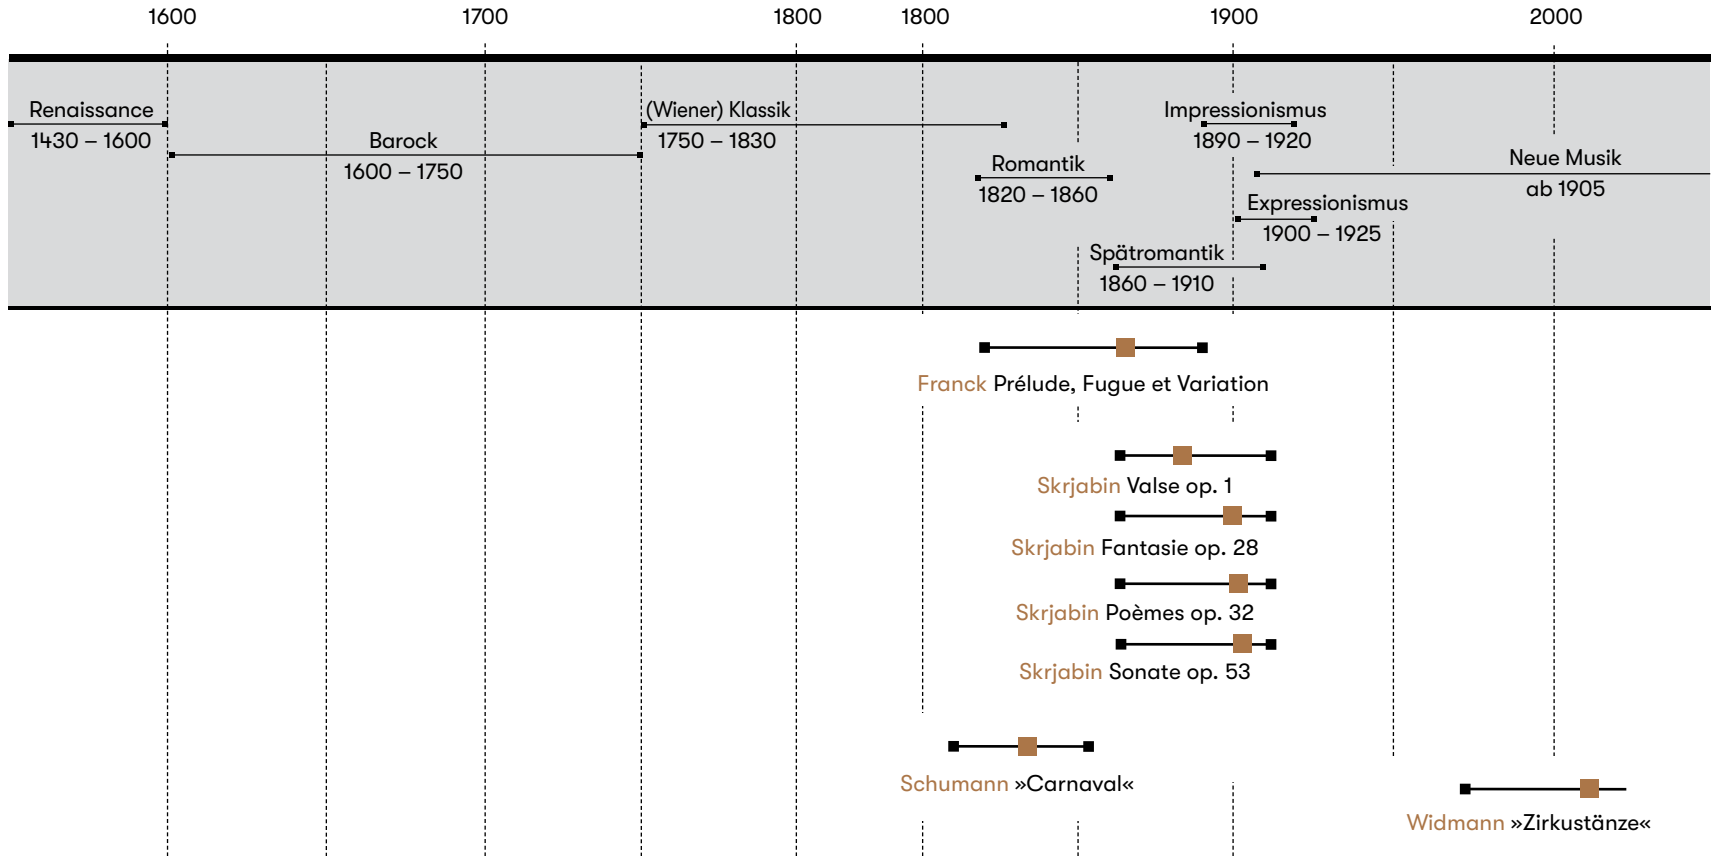 1600 1700 1800 1800 1900 2000
Renaissance
1430 – 1600
Barock
1600 – 1750
(Wiener) Klassik
1750 – 1830
Romantik
1820 – 1860
Impressionismus
1890 – 1920
Neue Musik
ab 1905
Expressionismus
1900 – 1925
Spätromantik
1860 – 1910
Franck Prélude, Fugue et Variation
Skrjabin Valse op. 1
Skrjabin Fantasie op. 28
Skrjabin Poèmes op. 32
Skrjabin Sonate op. 53
Schumann »Carnaval«
Widmann »Zirkustänze«